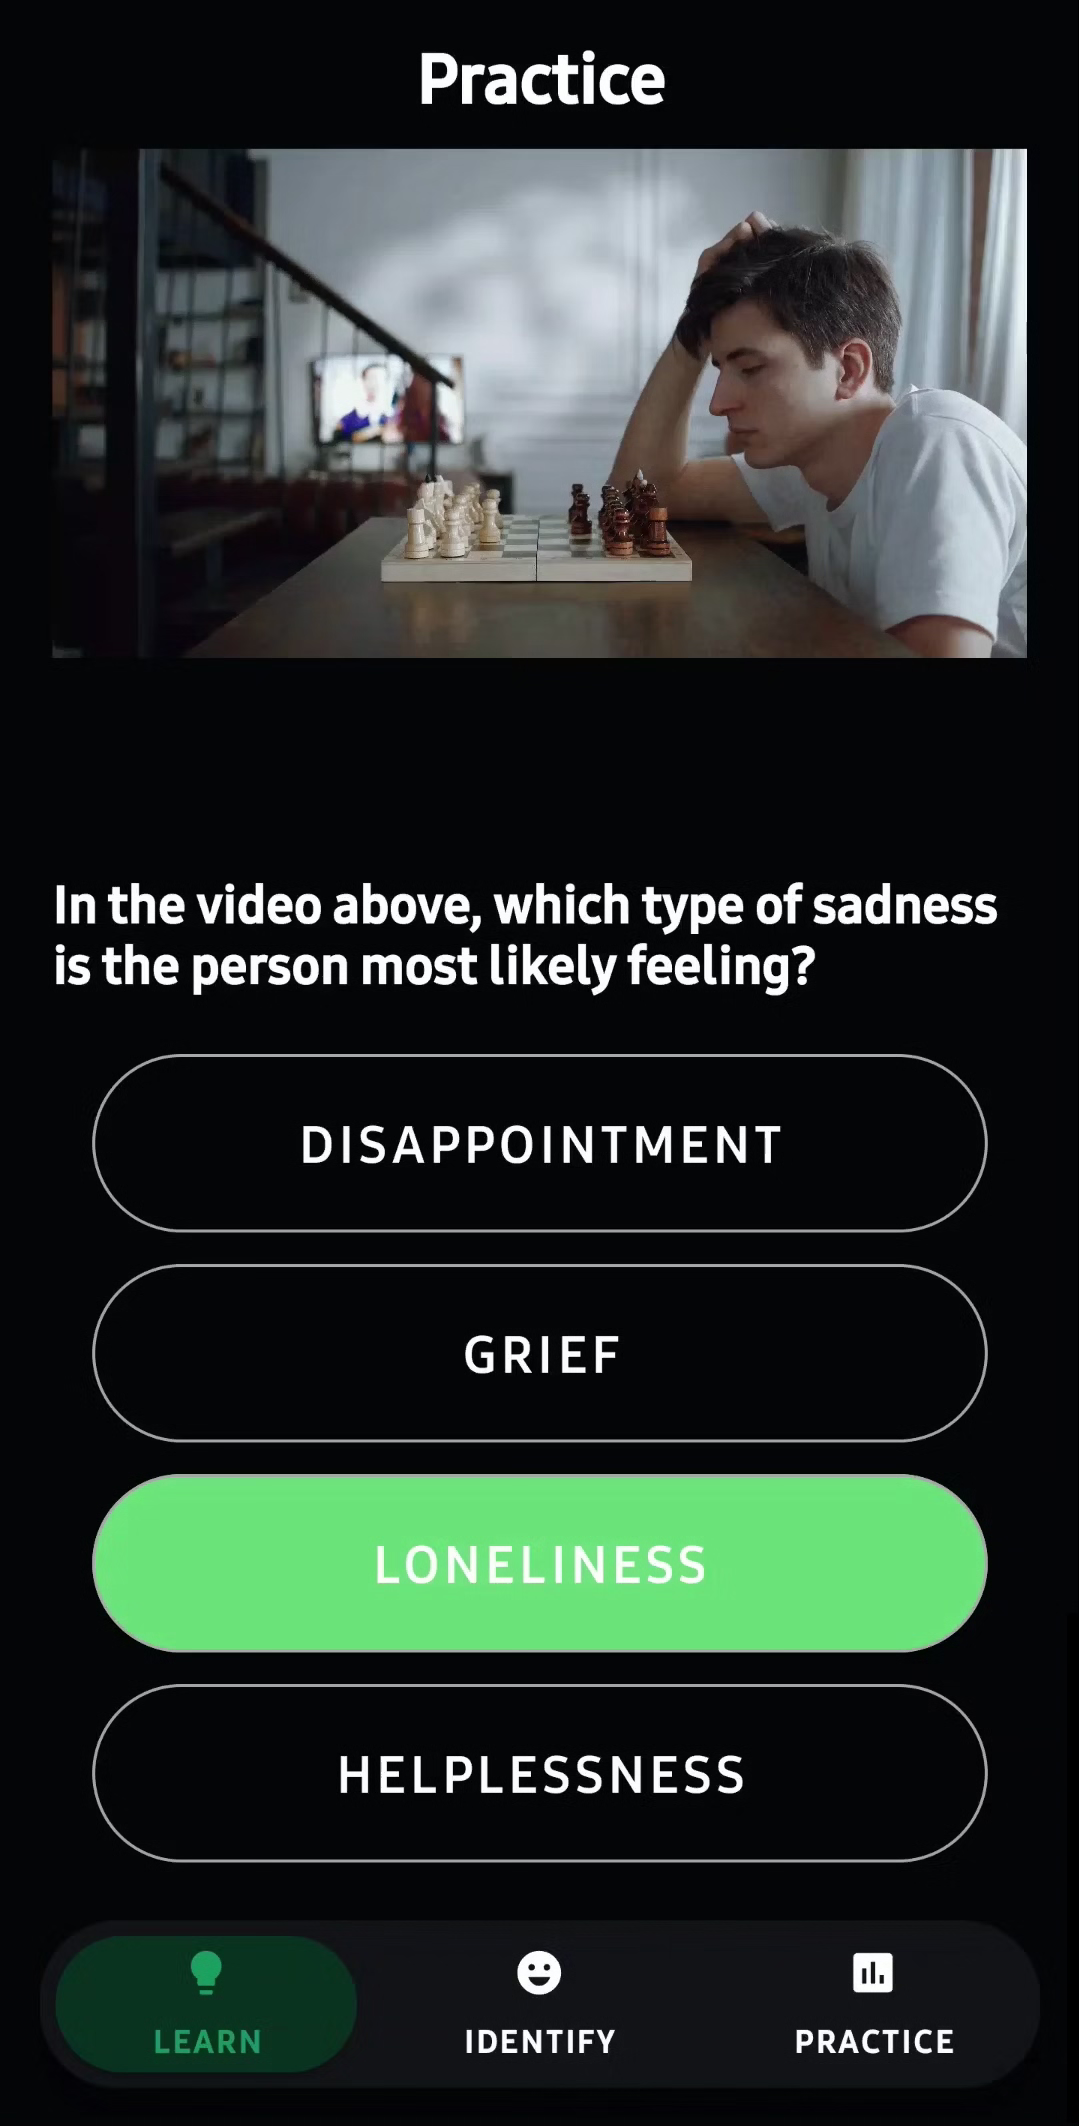 Practice
In the video above, which type of sadness
is the person most likely feeling?
DISAPPOINTMENT
GRIEF
LONELINESS
HELPLESSNESS
LEARN
IDENTIFY
PRACTICE